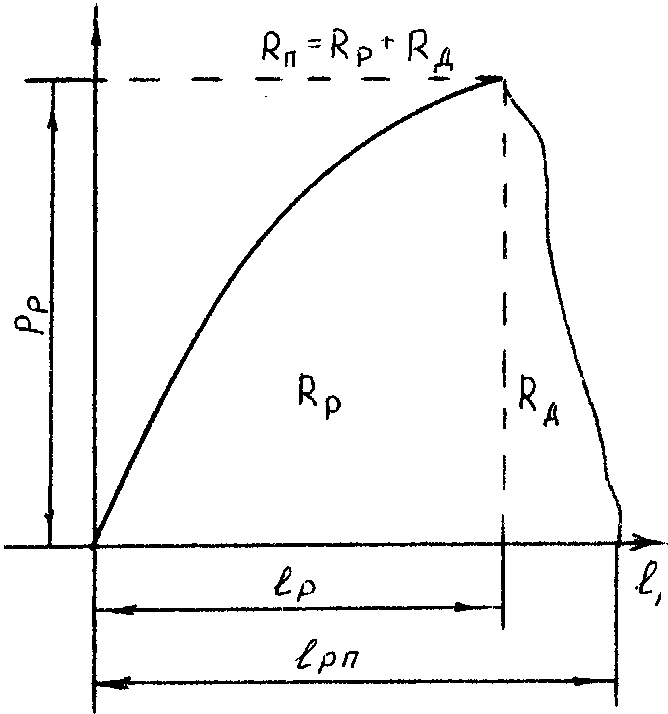 Rп = Rр + Rд
Pр
Rр
Rд
ℓр
ℓ,
ℓрп